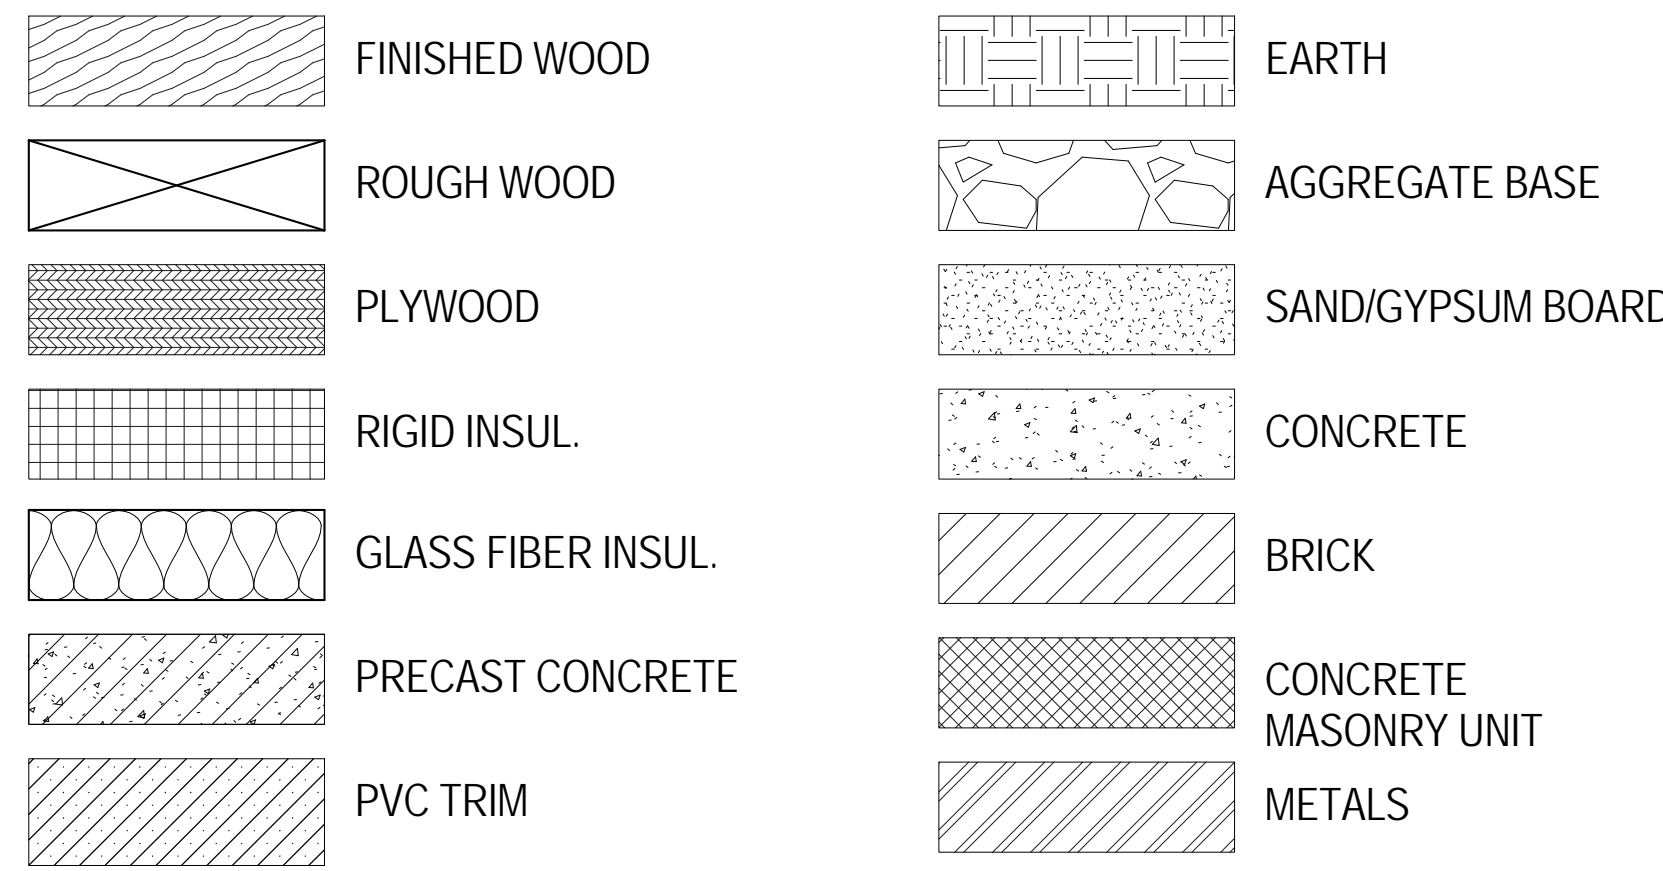 FINISHED WOOD
ROUGH WOOD
PLYWOOD
RIGID INSUL.
GLASS FIBER INSUL.
PRECAST CONCRETE
PVC TRIM
EARTH
AGGREGATE BASE
SAND/GYPSUM BOARD
CONCRETE
BRICK
CONCRETE
MASONRY UNIT
METALS